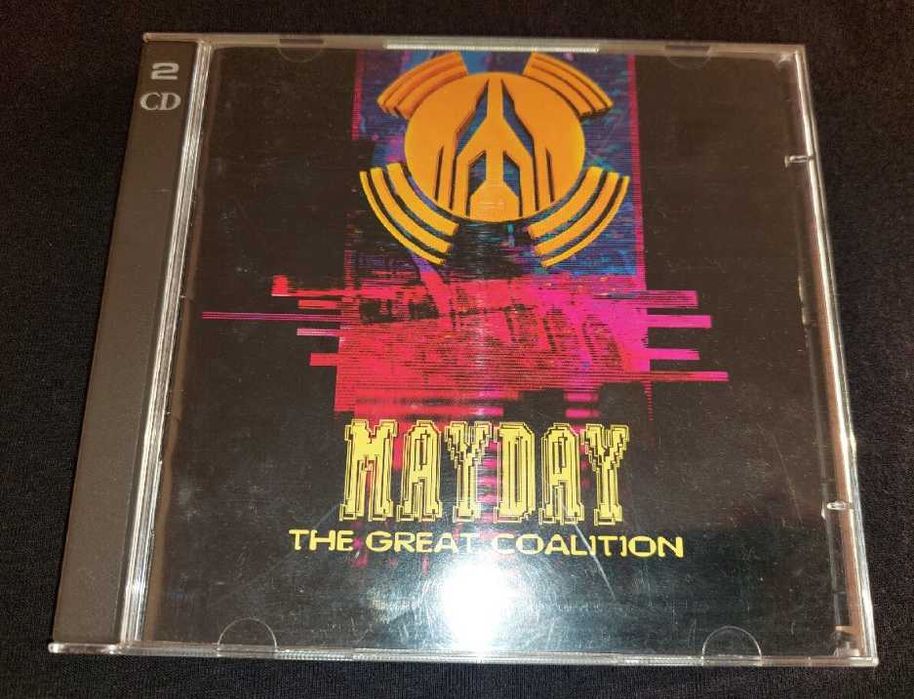 2
CD
MAYDAY
THE GREAT COALITION